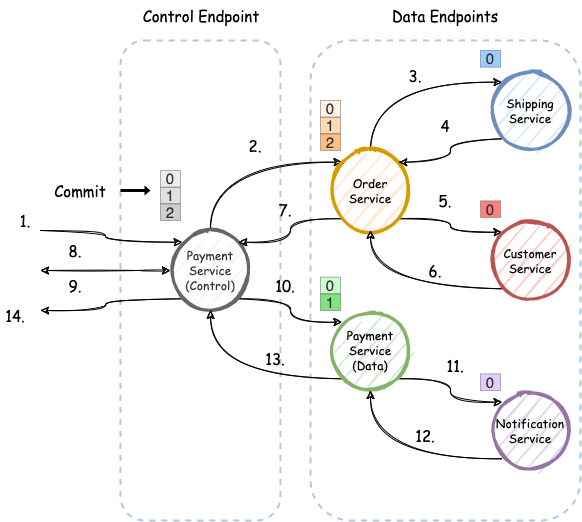 Control Endpoint
Data Endpoints
0
3.
Shipping
Service
0
1
2
4
2.
Order
Service
Commit
0
1
2
5.
0
7.
1.
Payment
Service
(Control)
8.
Customer
Service
6.
9.
10.
0
1
14.
Payment
Service
(Data)
13.
11.
0
Notification
Service
12.